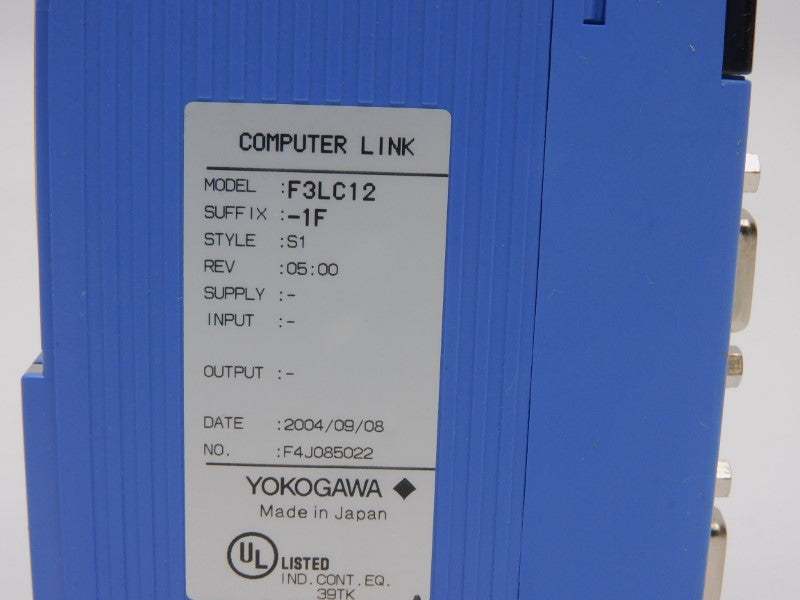 COMPUTER LINK
MODEL :F3LC12
SUFFIX :-1F
STYLE :S1
REV :05:00
SUPPLY :-
INPUT :-
OUTPUT :-
DATE :2004/09/08
NO. :F4J085022
YOKOGAWA ◆
Made in Japan
UL LISTED
IND. CONT. EQ.
39TK